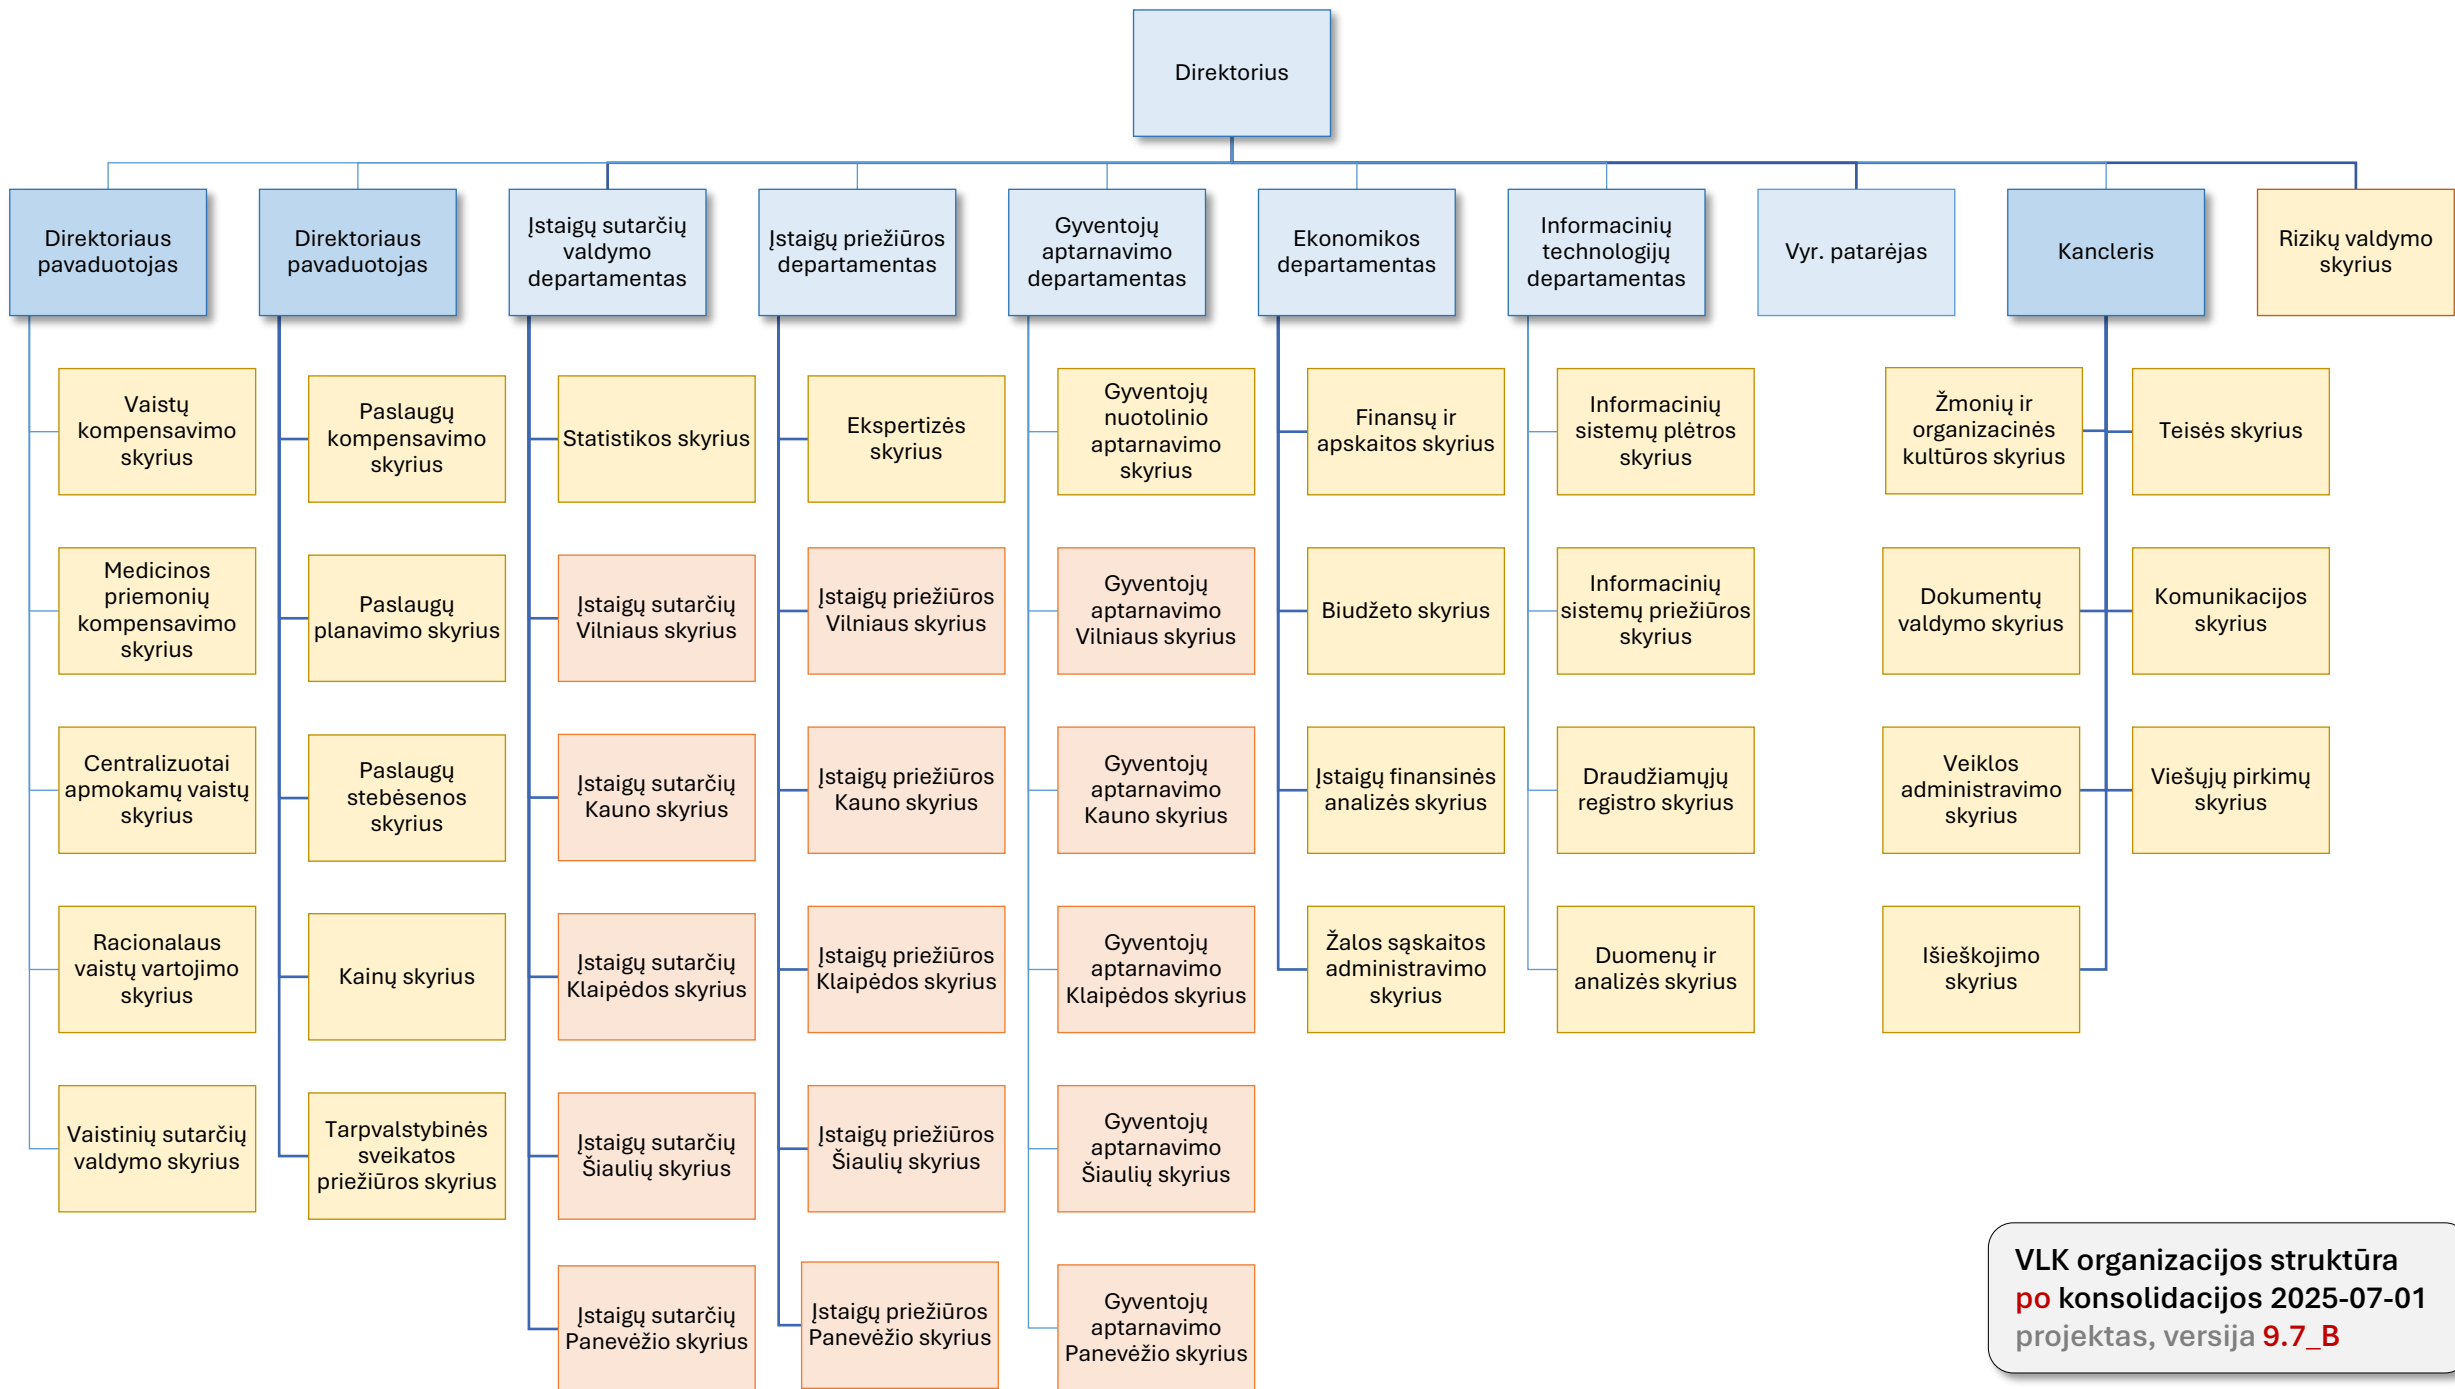 Direktorius
Direktoriaus
pavaduotojas
Direktoriaus
pavaduotojas
Įstaigų sutarčių
valdymo
departamentas
Įstaigų priežiūros
departamentas
Gyventojų
aptarnavimo
departamentas
Ekonomikos
departamentas
Informacinių
technologijų
departamentas
Vyr. patarėjas
Kancleris
Rizikų valdymo
skyrius
Vaistų
kompensavimo
skyrius
Paslaugų
kompensavimo
skyrius
Statistikos skyrius
Ekspertizės
skyrius
Gyventojų
nuotolinio
aptarnavimo
skyrius
Finansų ir
apskaitos skyrius
Informacinių
sistemų plėtros
skyrius
Žmonių ir
organizacinės
kultūros skyrius
Teisės skyrius
Medicinos
priemonių
kompensavimo
skyrius
Paslaugų
planavimo skyrius
Įstaigų sutarčių
Vilniaus skyrius
Įstaigų priežiūros
Vilniaus skyrius
Gyventojų
aptarnavimo
Vilniaus skyrius
Biudžeto skyrius
Informacinių
sistemų priežiūros
skyrius
Dokumentų
valdymo skyrius
Komunikacijos
skyrius
Centralizuotai
apmokamų vaistų
skyrius
Paslaugų
stebėsenos
skyrius
Įstaigų sutarčių
Kauno skyrius
Įstaigų priežiūros
Kauno skyrius
Gyventojų
aptarnavimo
Kauno skyrius
Įstaigų finansinės
analizės skyrius
Draudžiamųjų
registro skyrius
Veiklos
administravimo
skyrius
Viešųjų pirkimų
skyrius
Racionalaus
vaistų vartojimo
skyrius
Kainų skyrius
Įstaigų sutarčių
Klaipėdos skyrius
Įstaigų priežiūros
Klaipėdos skyrius
Gyventojų
aptarnavimo
Klaipėdos skyrius
Žalos sąskaitos
administravimo
skyrius
Duomenų ir
analizės skyrius
Išieškojimo
skyrius
Vaistinių sutarčių
valdymo skyrius
Tarpvalstybinės
sveikatos
priežiūros skyrius
Įstaigų sutarčių
Šiaulių skyrius
Įstaigų priežiūros
Šiaulių skyrius
Gyventojų
aptarnavimo
Šiaulių skyrius
Įstaigų sutarčių
Panevėžio skyrius
Įstaigų priežiūros
Panevėžio skyrius
Gyventojų
aptarnavimo
Panevėžio skyrius
VLK organizacijos struktūra
po konsolidacijos 2025-07-01
projektas, versija 9.7_B